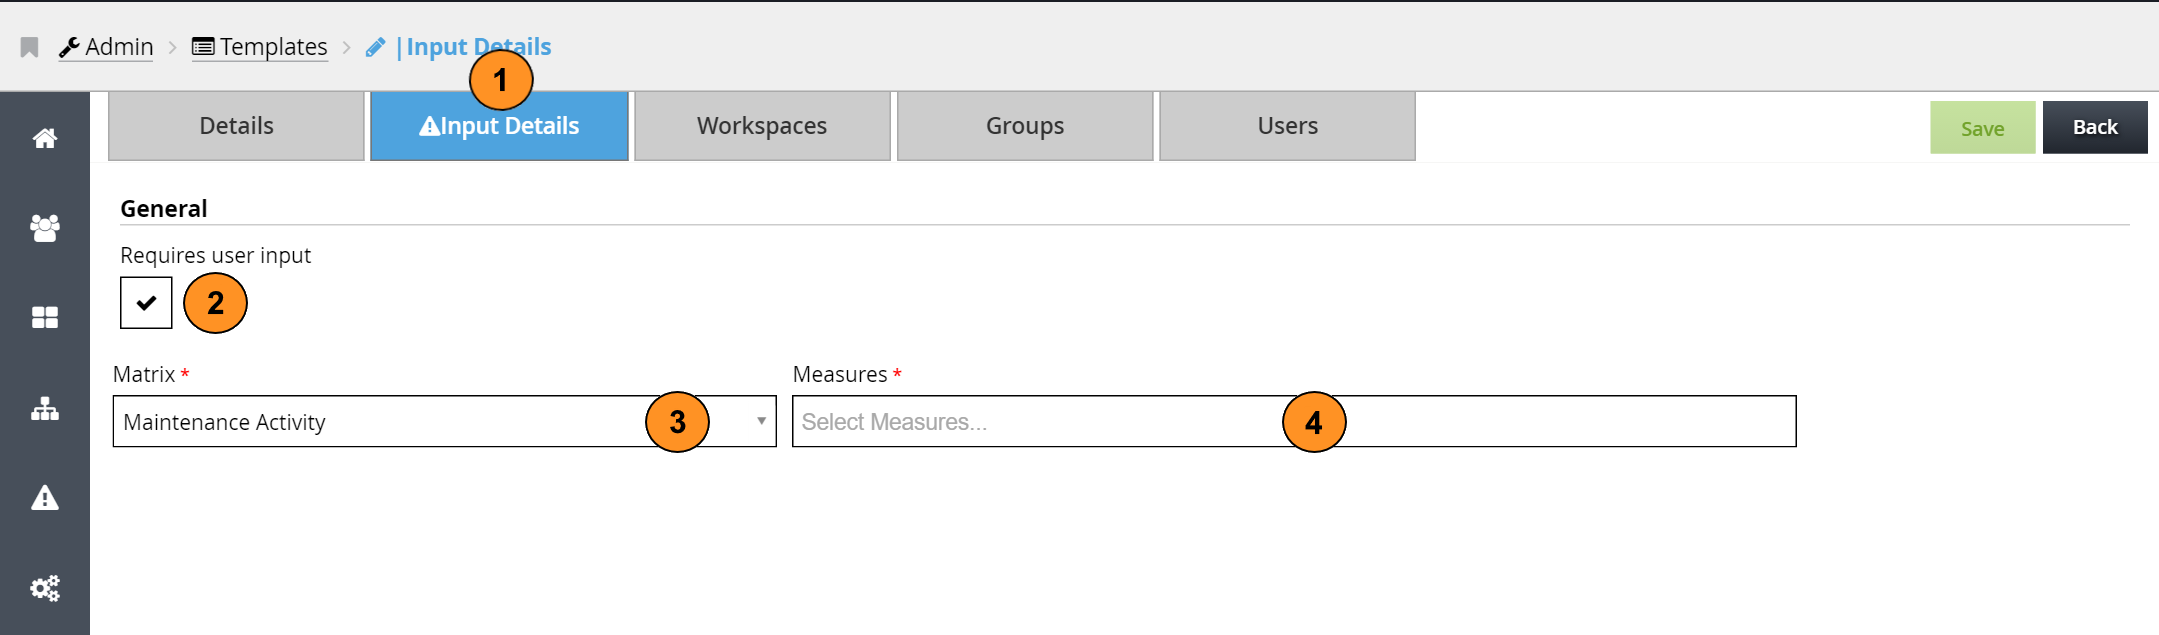 Admin > Templates > |Input Details
1
Details Input Details Workspaces Groups Users Save Back
General
Requires user input
2
Matrix * Measures *
Maintenance Activity 3 Select Measures... 4